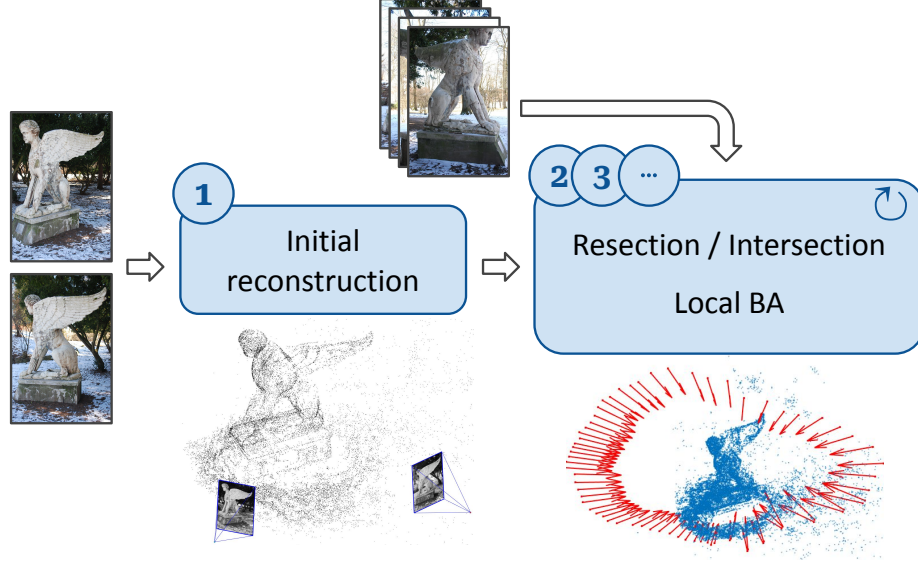 1
Initial
reconstruction
2 3 ...
Resection / Intersection
Local BA